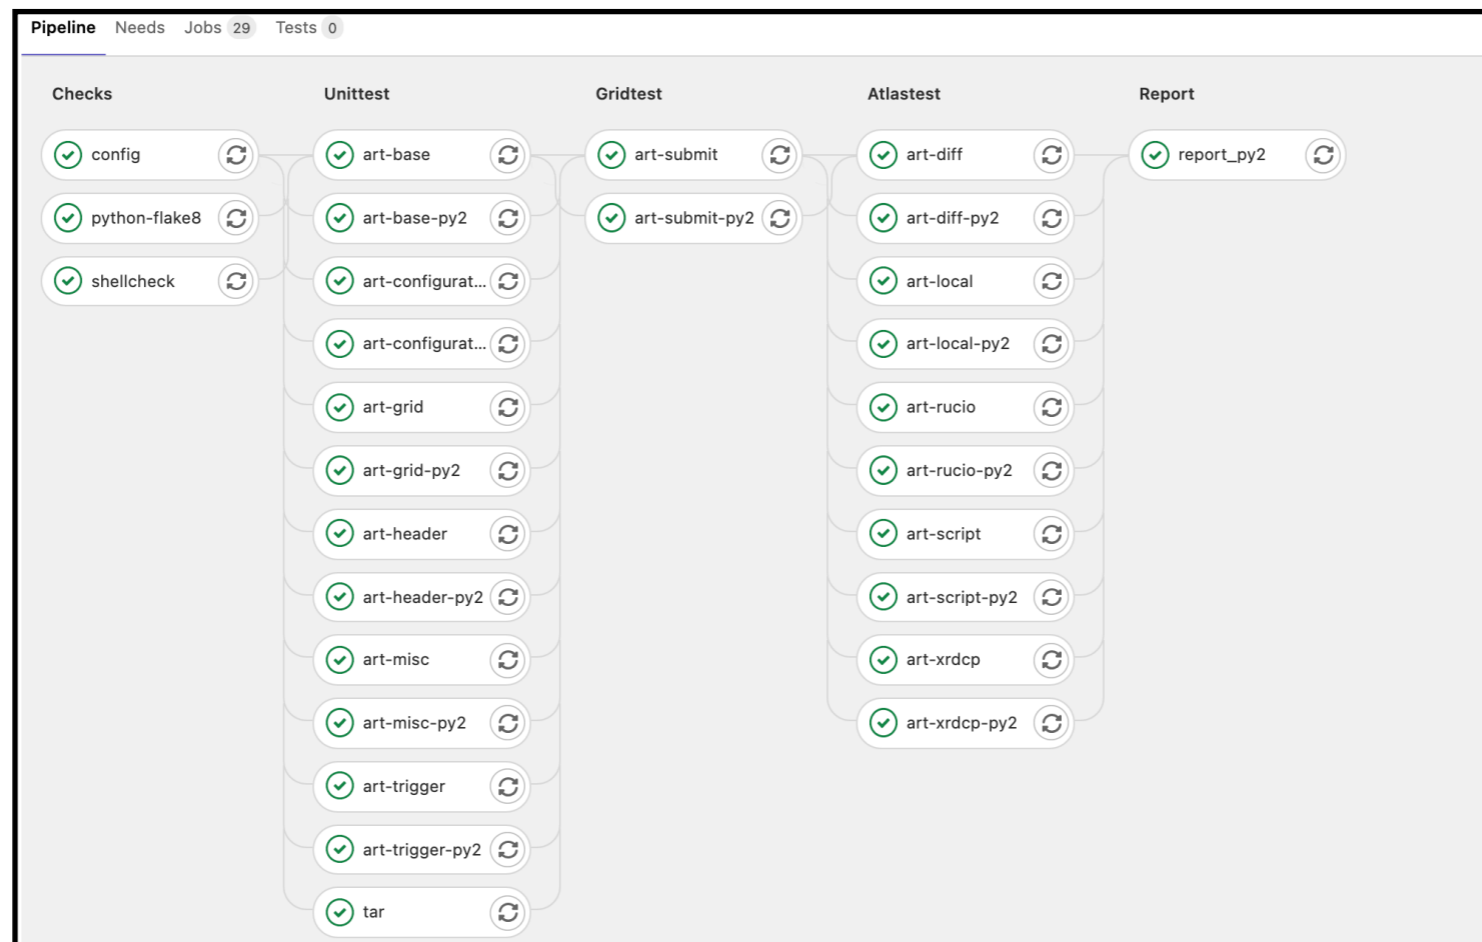 Pipeline Needs Jobs 29 Tests 0
Checks Unittest Gridtest Atlastest Report
config art-base art-submit art-diff report_py2
python-flake8 art-base-py2 art-submit-py2 art-diff-py2
shellcheck art-configurat... art-local
art-configurat... art-local-py2
art-grid art-rucio
art-grid-py2 art-rucio-py2
art-header art-script
art-header-py2 art-script-py2
art-misc art-xrdcp
art-misc-py2 art-xrdcp-py2
art-trigger
art-trigger-py2
tar